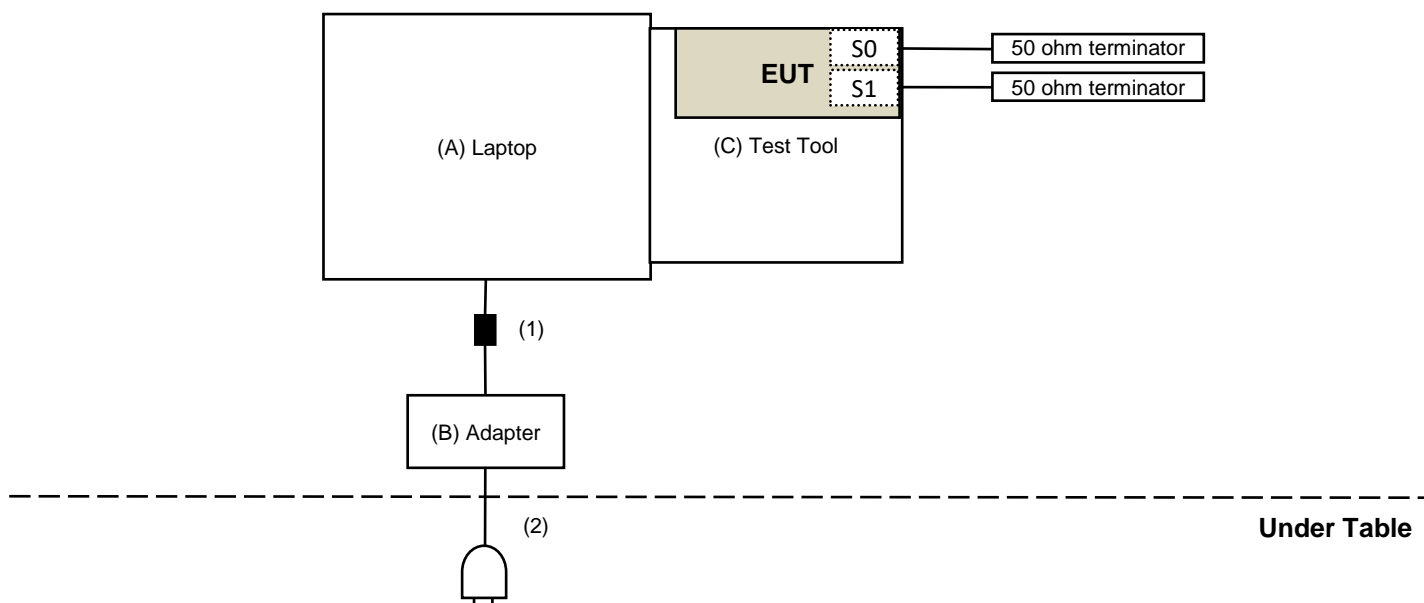 S0
50 ohm terminator
EUT
S1
50 ohm terminator
(A) Laptop
(C) Test Tool
(1)
(B) Adapter
(2)
Under Table